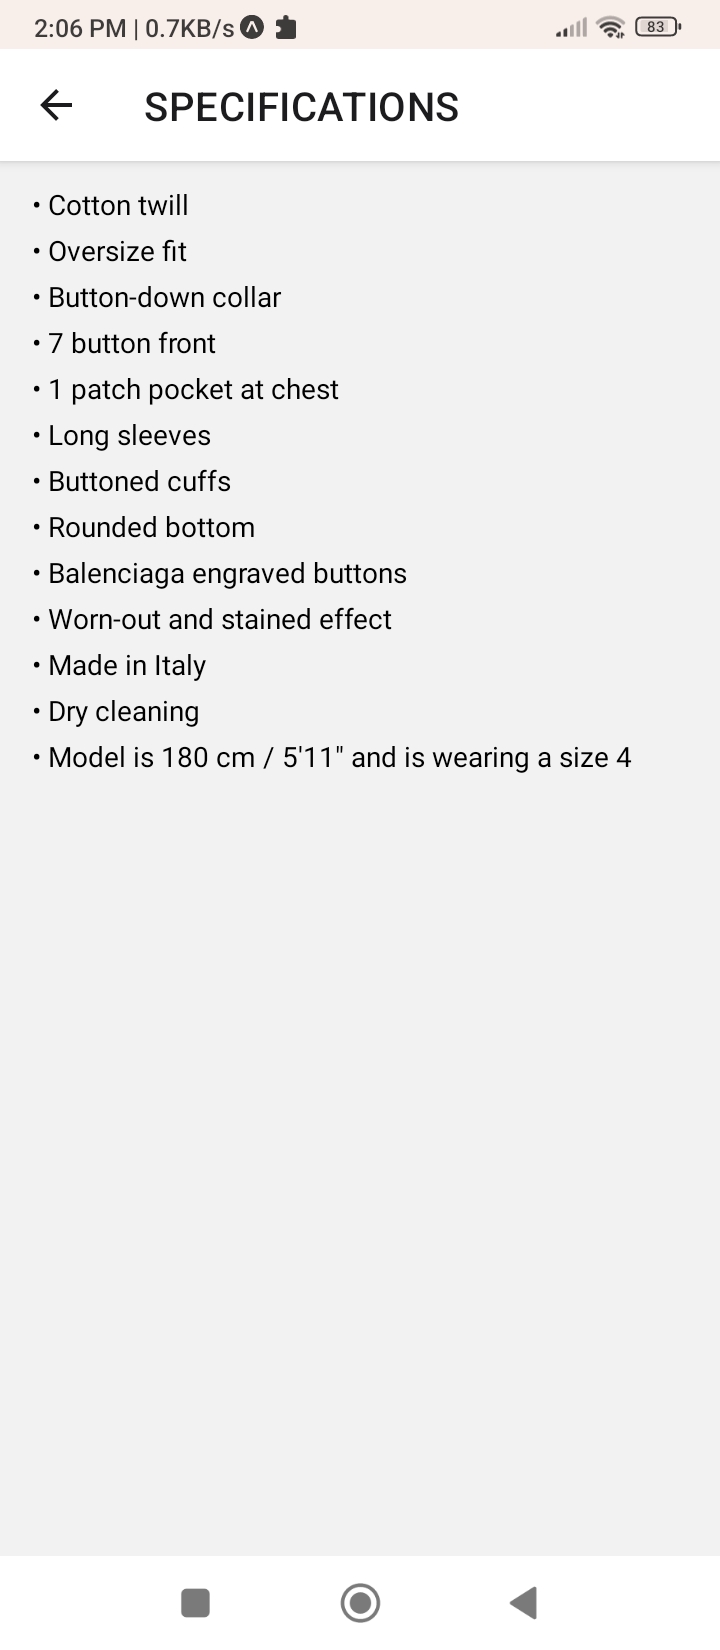 2:06 PM | 0.7KB/s
83
SPECIFICATIONS
• Cotton twill
• Oversize fit
• Button-down collar
• 7 button front
• 1 patch pocket at chest
• Long sleeves
• Buttoned cuffs
• Rounded bottom
• Balenciaga engraved buttons
• Worn-out and stained effect
• Made in Italy
• Dry cleaning
• Model is 180 cm / 5'11" and is wearing a size 4